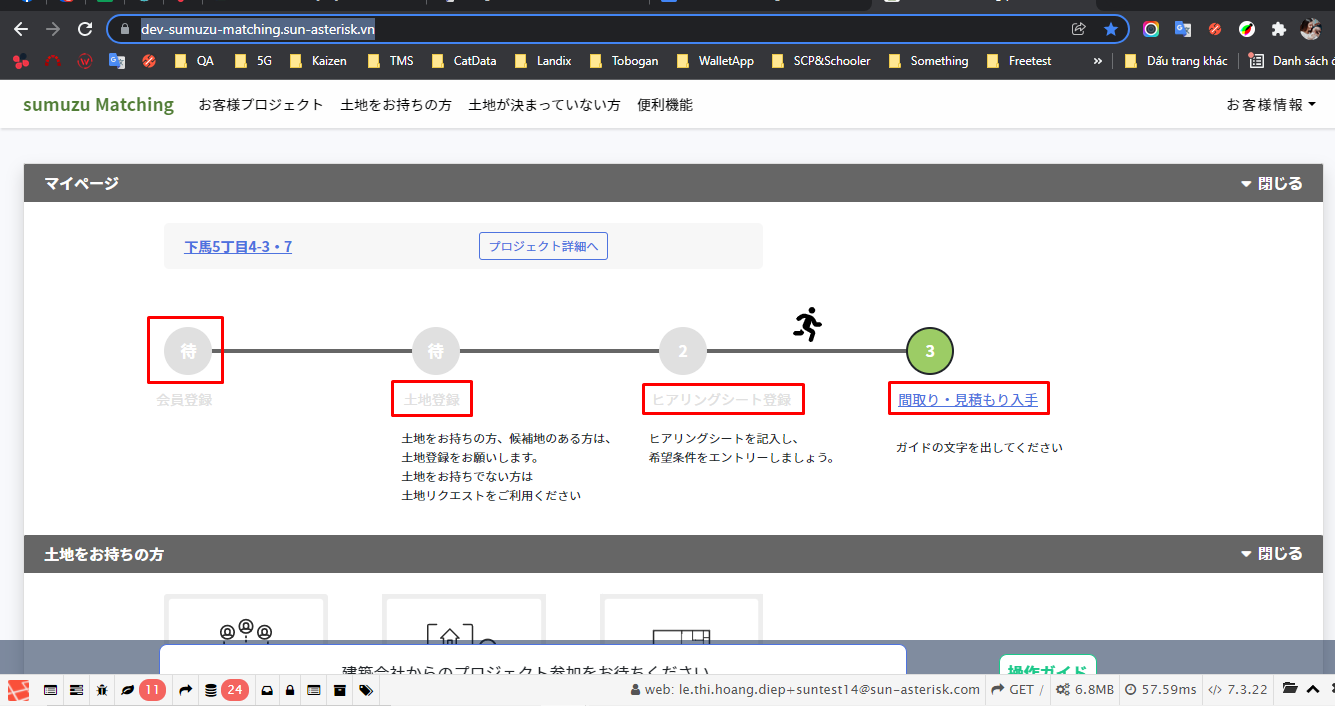 dev-sumuzu-matching.sun-asterisk.vn
QA 5G Kaizen TMS CatData Landix Tobogan WalletApp SCP&Schooler Something Freetest » Dấu trang khác Danh sách
sumuzu Matching お客様プロジェクト 土地をお持ちの方 土地が決まっていない方 便利機能 お客様情報
マイページ 閉じる
下馬5丁目4-3・7 プロジェクト詳細へ
待 待 2 3
会員登録 土地登録 ヒアリングシート登録 間取り・見積もり入手
土地をお持ちの方、候補地のある方は、
土地登録をお願いします。
土地をお持ちでない方は
土地リクエストをご利用ください
ヒアリングシートを記入し、
希望条件をエントリーしましょう。
ガイドの文字を出してください
土地をお持ちの方 閉じる
建築会社からのプロジェクト参加をお待ちください
操作ガイド
11 24 web: le.thi.hoang.diep+suntest14@sun-asterisk.com GET / 6.8MB 57.59ms 7.3.22